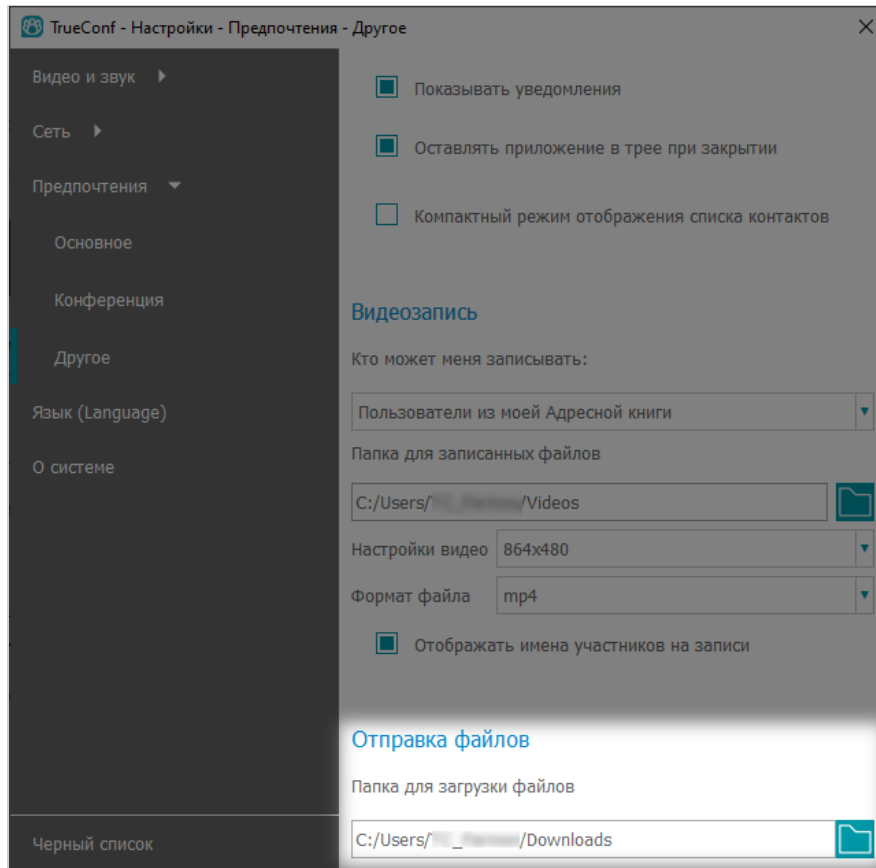 TrueConf - Настройки - Предпочтения - Другое
Видео и звук
Сеть
Предпочтения
Основное
Конференция
Другое
Язык (Language)
О системе
Черный список
Показывать уведомления
Оставлять приложение в трее при закрытии
Компактный режим отображения списка контактов
Видеозапись
Кто может меня записывать:
Пользователи из моей Адресной книги
Папка для записанных файлов
C:/Users/ /Videos
Настройки видео 864x480
Формат файла mp4
Отображать имена участников на записи
Отправка файлов
Папка для загрузки файлов
C:/Users/ /Downloads